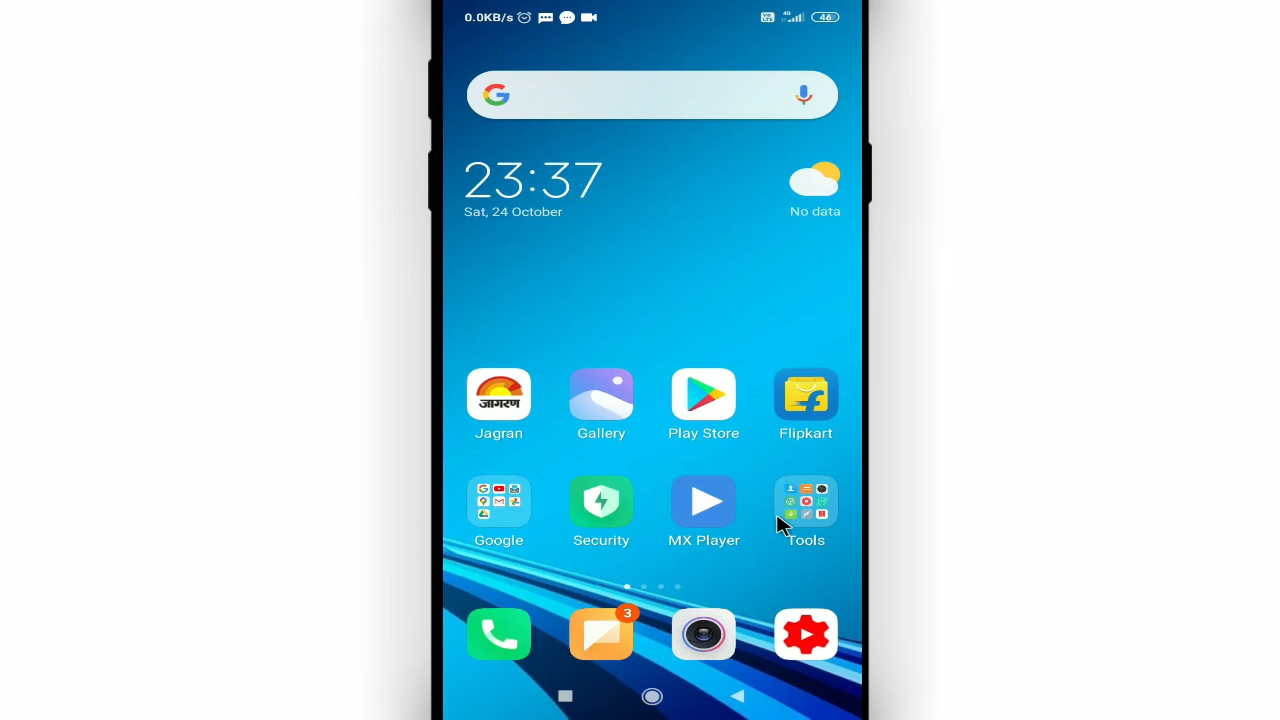 0.0KB/s 46
23:37
Sat, 24 October
No data
जागरण
Jagran Gallery Play Store Flipkart
Google Security MX Player Tools
3